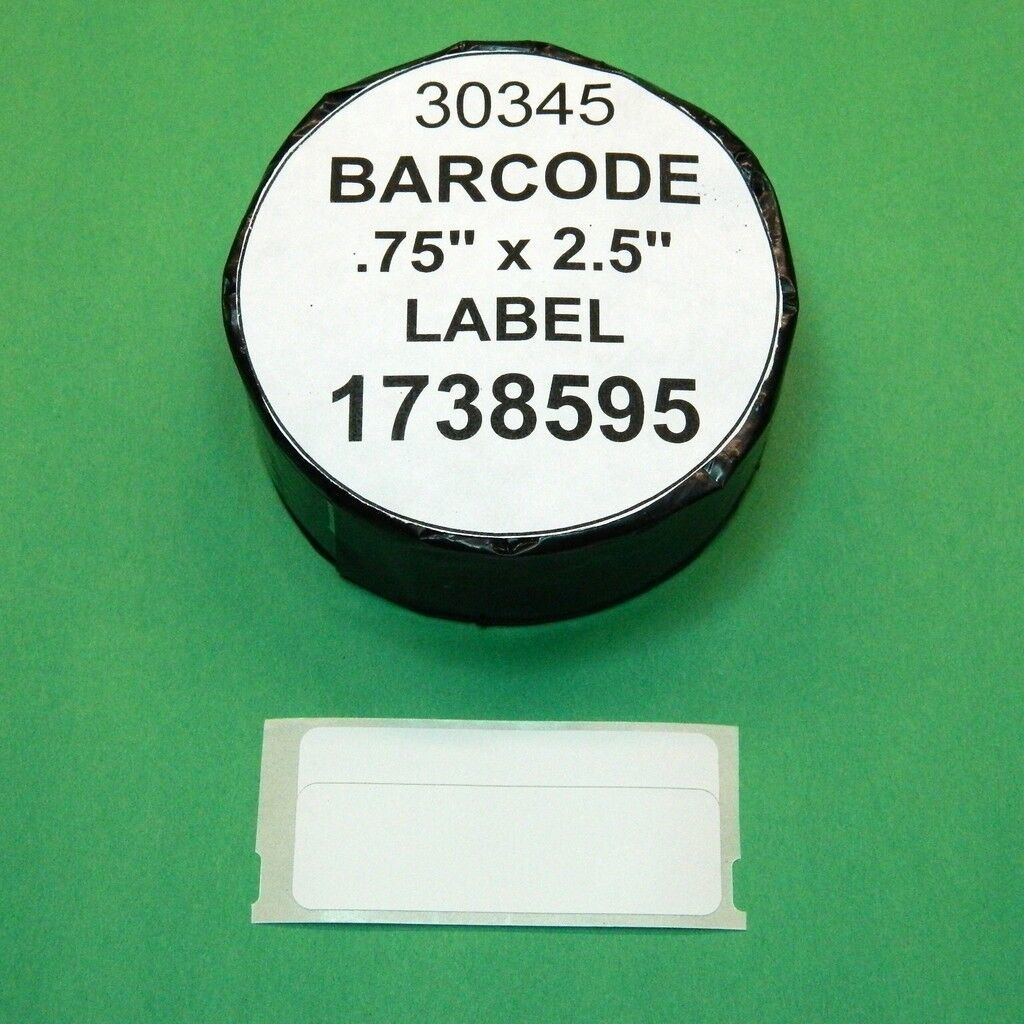 30345
BARCODE
.75" x 2.5"
LABEL
1738595